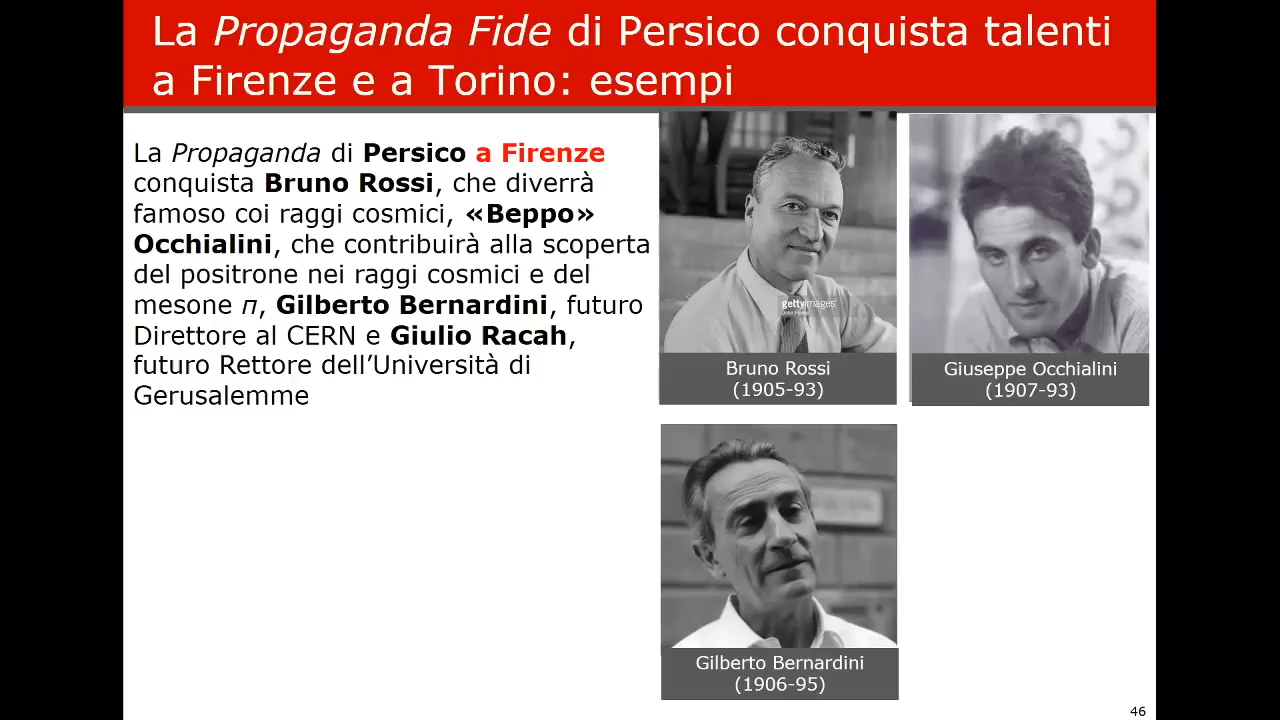 La Propaganda Fide di Persico conquista talenti
a Firenze e a Torino: esempi
La Propaganda di Persico a Firenze
conquista Bruno Rossi, che diverrà
famoso coi raggi cosmici, «Beppo»
Occhialini, che contribuirà alla scoperta
del positrone nei raggi cosmici e del
mesone π, Gilberto Bernardini, futuro
Direttore al CERN e Giulio Racah,
futuro Rettore dell’Università di
Gerusalemme
gettyimages
Bruno Rossi
(1905-93)
Giuseppe Occhialini
(1907-93)
Gilberto Bernardini
(1906-95)
46